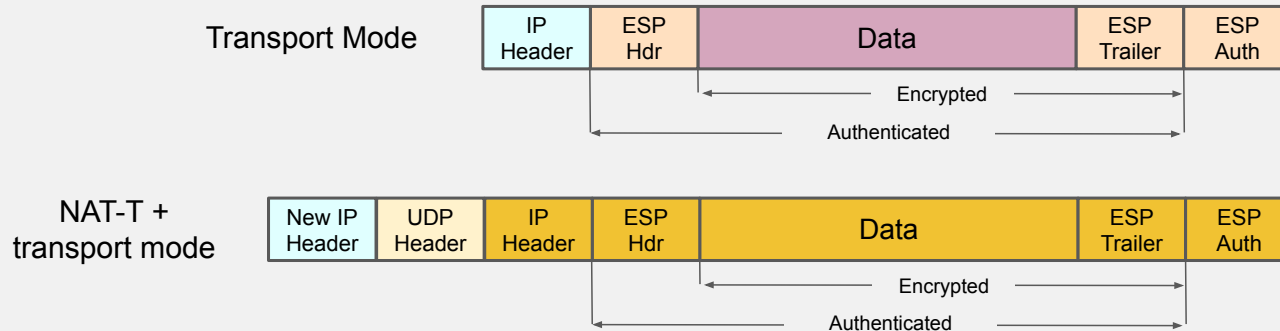 Transport Mode
IP
Header
ESP
Hdr
Data
ESP
Trailer
ESP
Auth
Encrypted
Authenticated
NAT-T +
transport mode
New IP
Header
UDP
Header
IP
Header
ESP
Hdr
Data
ESP
Trailer
ESP
Auth
Encrypted
Authenticated